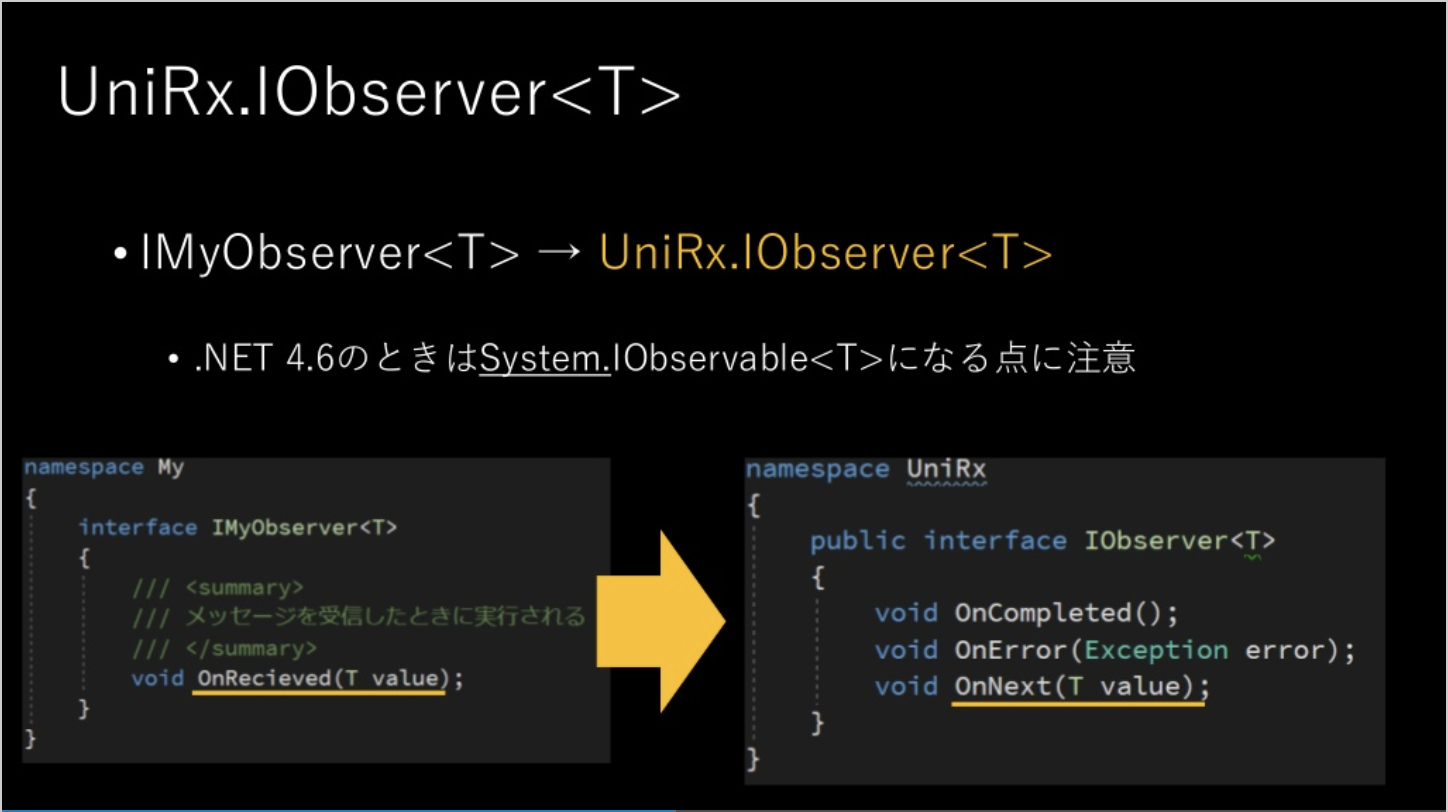 UniRx.IObserver<T>
• IMyObserver<T> → UniRx.IObserver<T>
• .NET 4.6のときはSystem.IObservable<T>になる点に注意
namespace My
{
interface IMyObserver<T>
{
/// <summary>
/// メッセージを受信したときに実行される
/// </summary>
void OnRecieved(T value);
}
}
namespace UniRx
{
public interface IObserver<T>
{
void OnCompleted();
void OnError(Exception error);
void OnNext(T value);
}
}